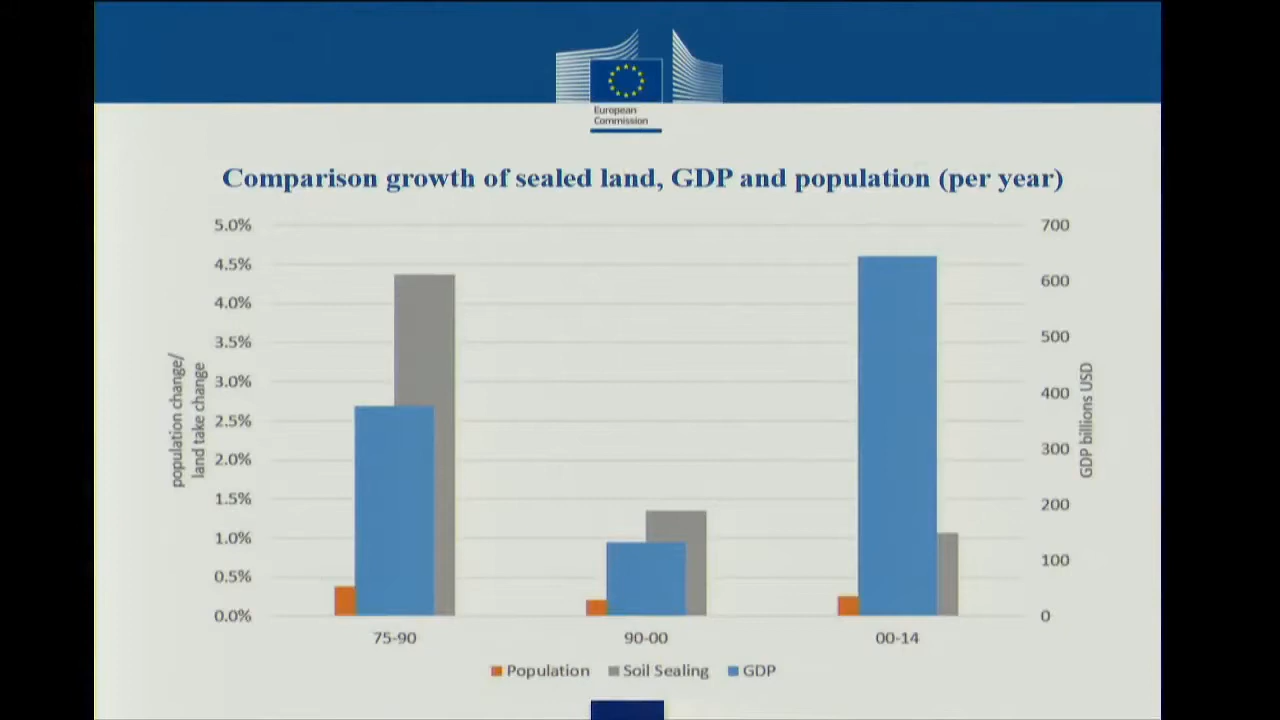 European
Commission
Comparison growth of sealed land, GDP and population (per year)
5.0%
4.5%
4.0%
3.5%
3.0%
2.5%
2.0%
1.5%
1.0%
0.5%
0.0%
population change/
land take change
700
600
500
400
300
200
100
0
GDP billions USD
75-90
90-00
00-14
Population
Soil Sealing
GDP